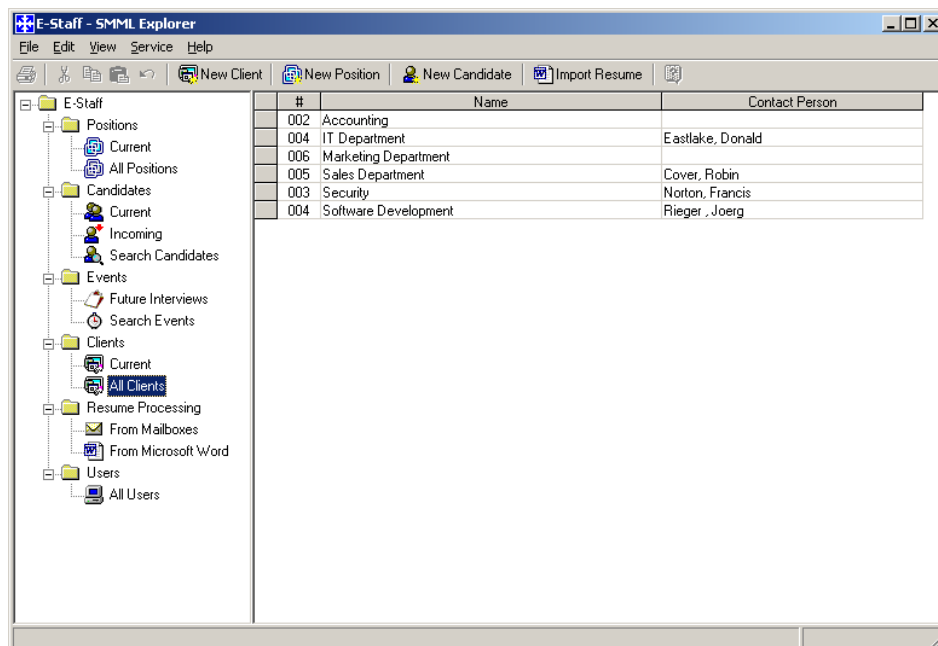 E-Staff - SMML Explorer
File Edit View Service Help
New Client New Position New Candidate Import Resume
E-Staff
Positions
Current
All Positions
Candidates
Current
Incoming
Search Candidates
Events
Future Interviews
Search Events
Clients
Current
All Clients
Resume Processing
From Mailboxes
From Microsoft Word
Users
All Users
# Name Contact Person
002 Accounting
004 IT Department Eastlake, Donald
006 Marketing Department
005 Sales Department Cover, Robin
003 Security Norton, Francis
004 Software Development Rieger , Joerg